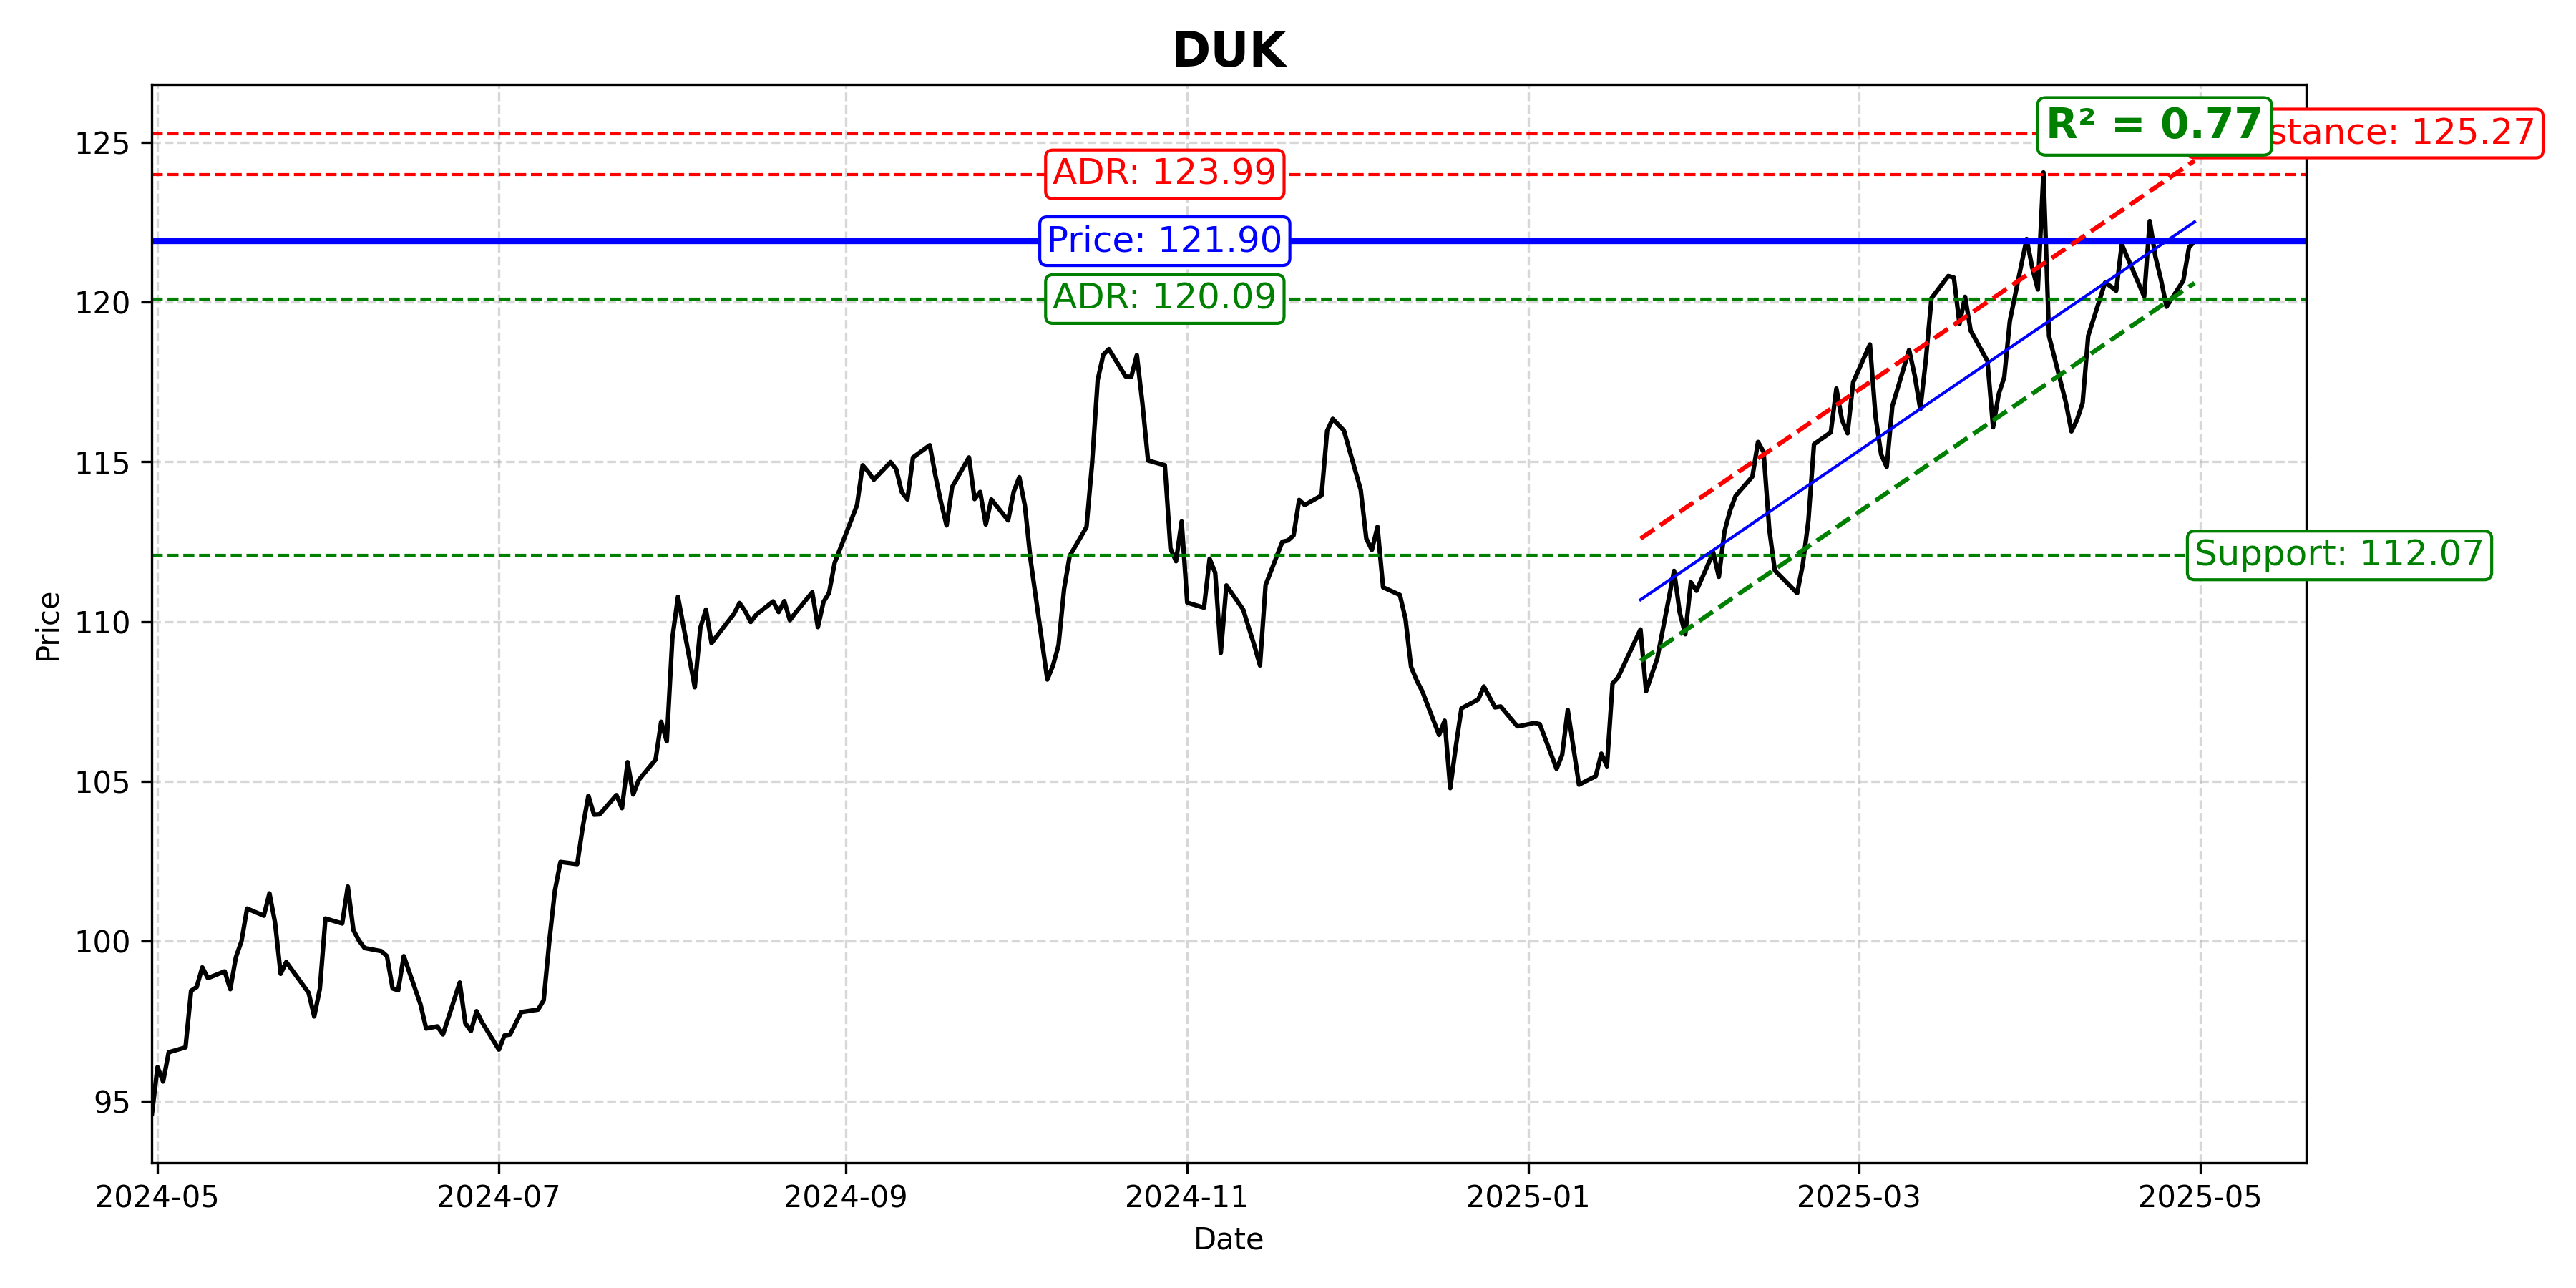 DUK
R² = 0.77
stance: 125.27
ADR: 123.99
Price: 121.90
ADR: 120.09
Support: 112.07
Price
125
120
115
110
105
100
95
2024-05
2024-07
2024-09
2024-11
2025-01
2025-03
2025-05
Date